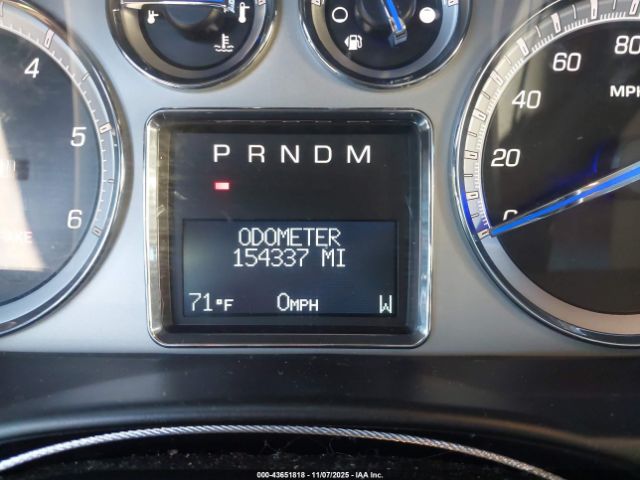 4
5
6
20
40
60
80
MPH
0
P R N D M
ODOMETER
154337 MI
71°F 0MPH W
000-43651818 - 11/07/2025 - IAA Inc.